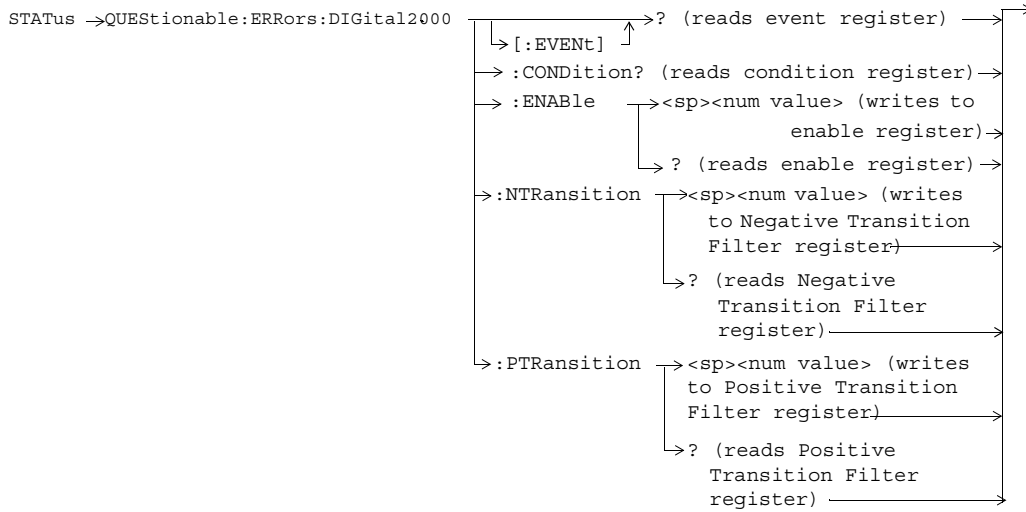 STATus QUEStionable:ERRors:DIGital2000 ? (reads event register)
[:EVENt]
:CONDition? (reads condition register)
:ENABle <sp><num value> (writes to
enable register)
? (reads enable register)
:NTRansition <sp><num value> (writes
to Negative Transition
Filter register)
? (reads Negative
Transition Filter
register)
:PTRansition <sp><num value> (writes
to Positive Transition
Filter register)
? (reads Positive
Transition Filter
register)